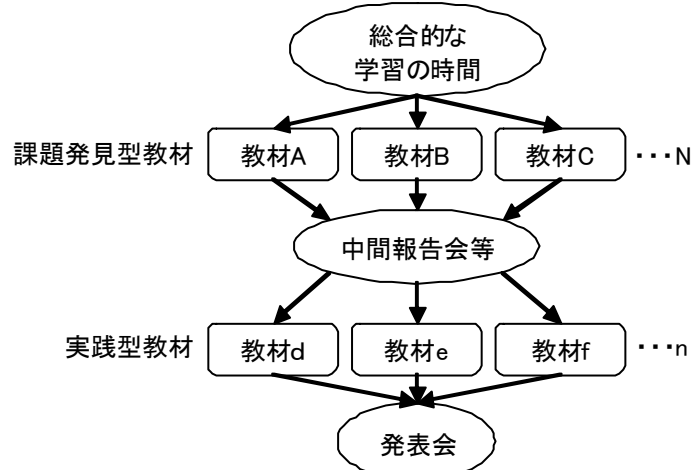 総合的な
学習の時間
課題発見型教材 教材A 教材B 教材C ・・・N
中間報告会等
実践型教材 教材d 教材e 教材f ・・・n
発表会